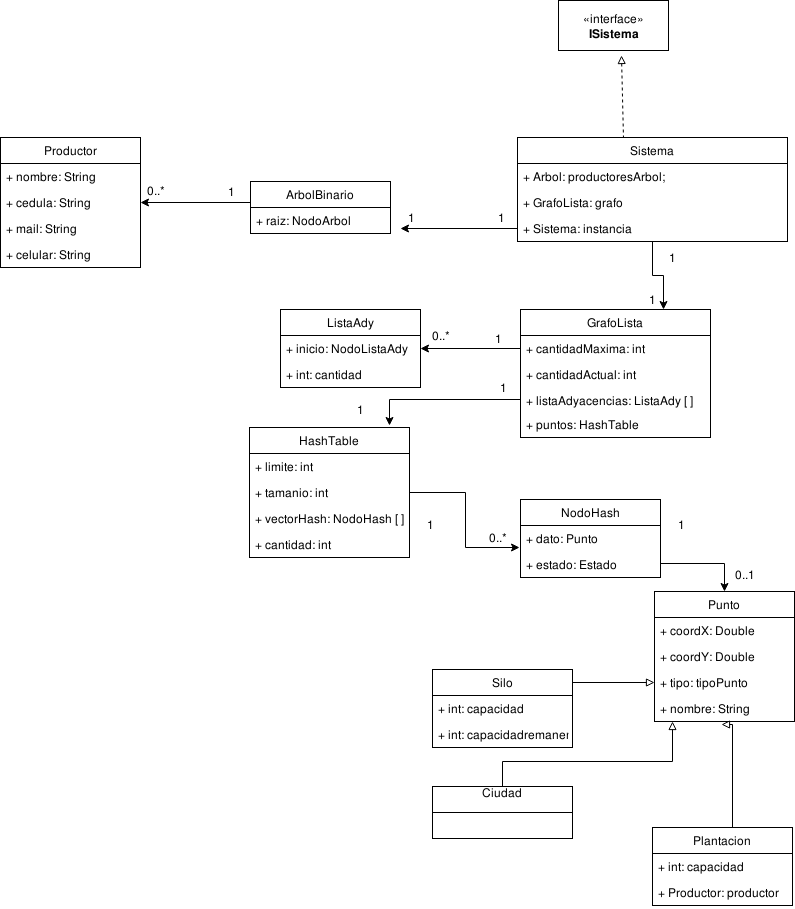 «interface»
ISistema
Productor
+ nombre: String
+ cedula: String
+ mail: String
+ celular: String
0..*
1
ArbolBinario
+ raiz: NodoArbol
1
1
Sistema
+ Arbol: productoresArbol;
+ GrafoLista: grafo
+ Sistema: instancia
1
1
ListaAdy
+ inicio: NodoListaAdy
+ int: cantidad
0..*
1
GrafoLista
+ cantidadMaxima: int
+ cantidadActual: int
+ listaAdyacencias: ListaAdy [ ]
+ puntos: HashTable
1
1
HashTable
+ limite: int
+ tamanio: int
+ vectorHash: NodoHash [ ]
+ cantidad: int
1
0..*
NodoHash
+ dato: Punto
+ estado: Estado
1
0..1
Punto
+ coordX: Double
+ coordY: Double
+ tipo: tipoPunto
+ nombre: String
Silo
+ int: capacidad
+ int: capacidadremaner
Ciudad
Plantacion
+ int: capacidad
+ Productor: productor